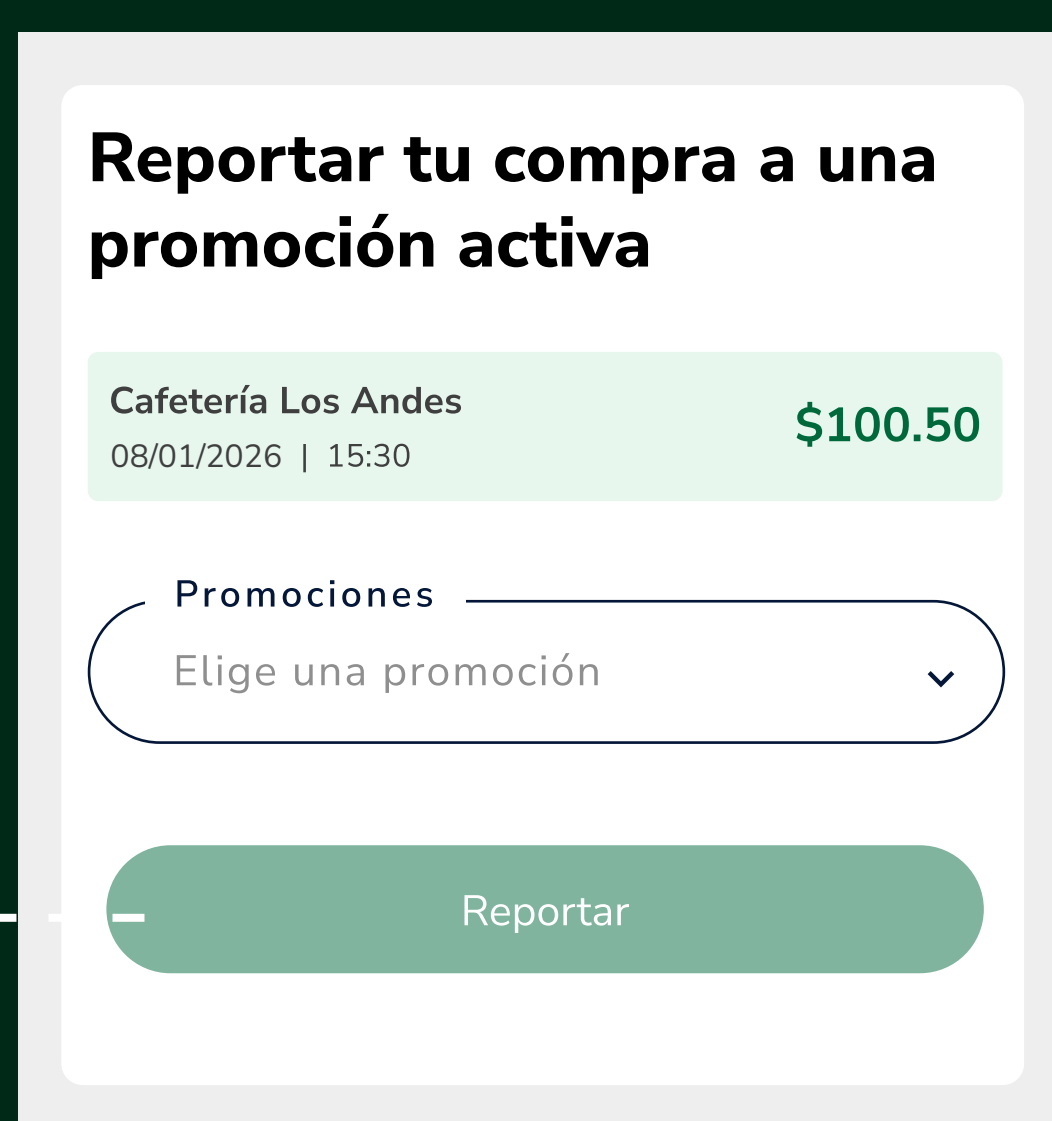 Reportar tu compra a una
promoción activa
Cafetería Los Andes
$100.50
08/01/2026 | 15:30
Promociones
Elige una promoción
Reportar